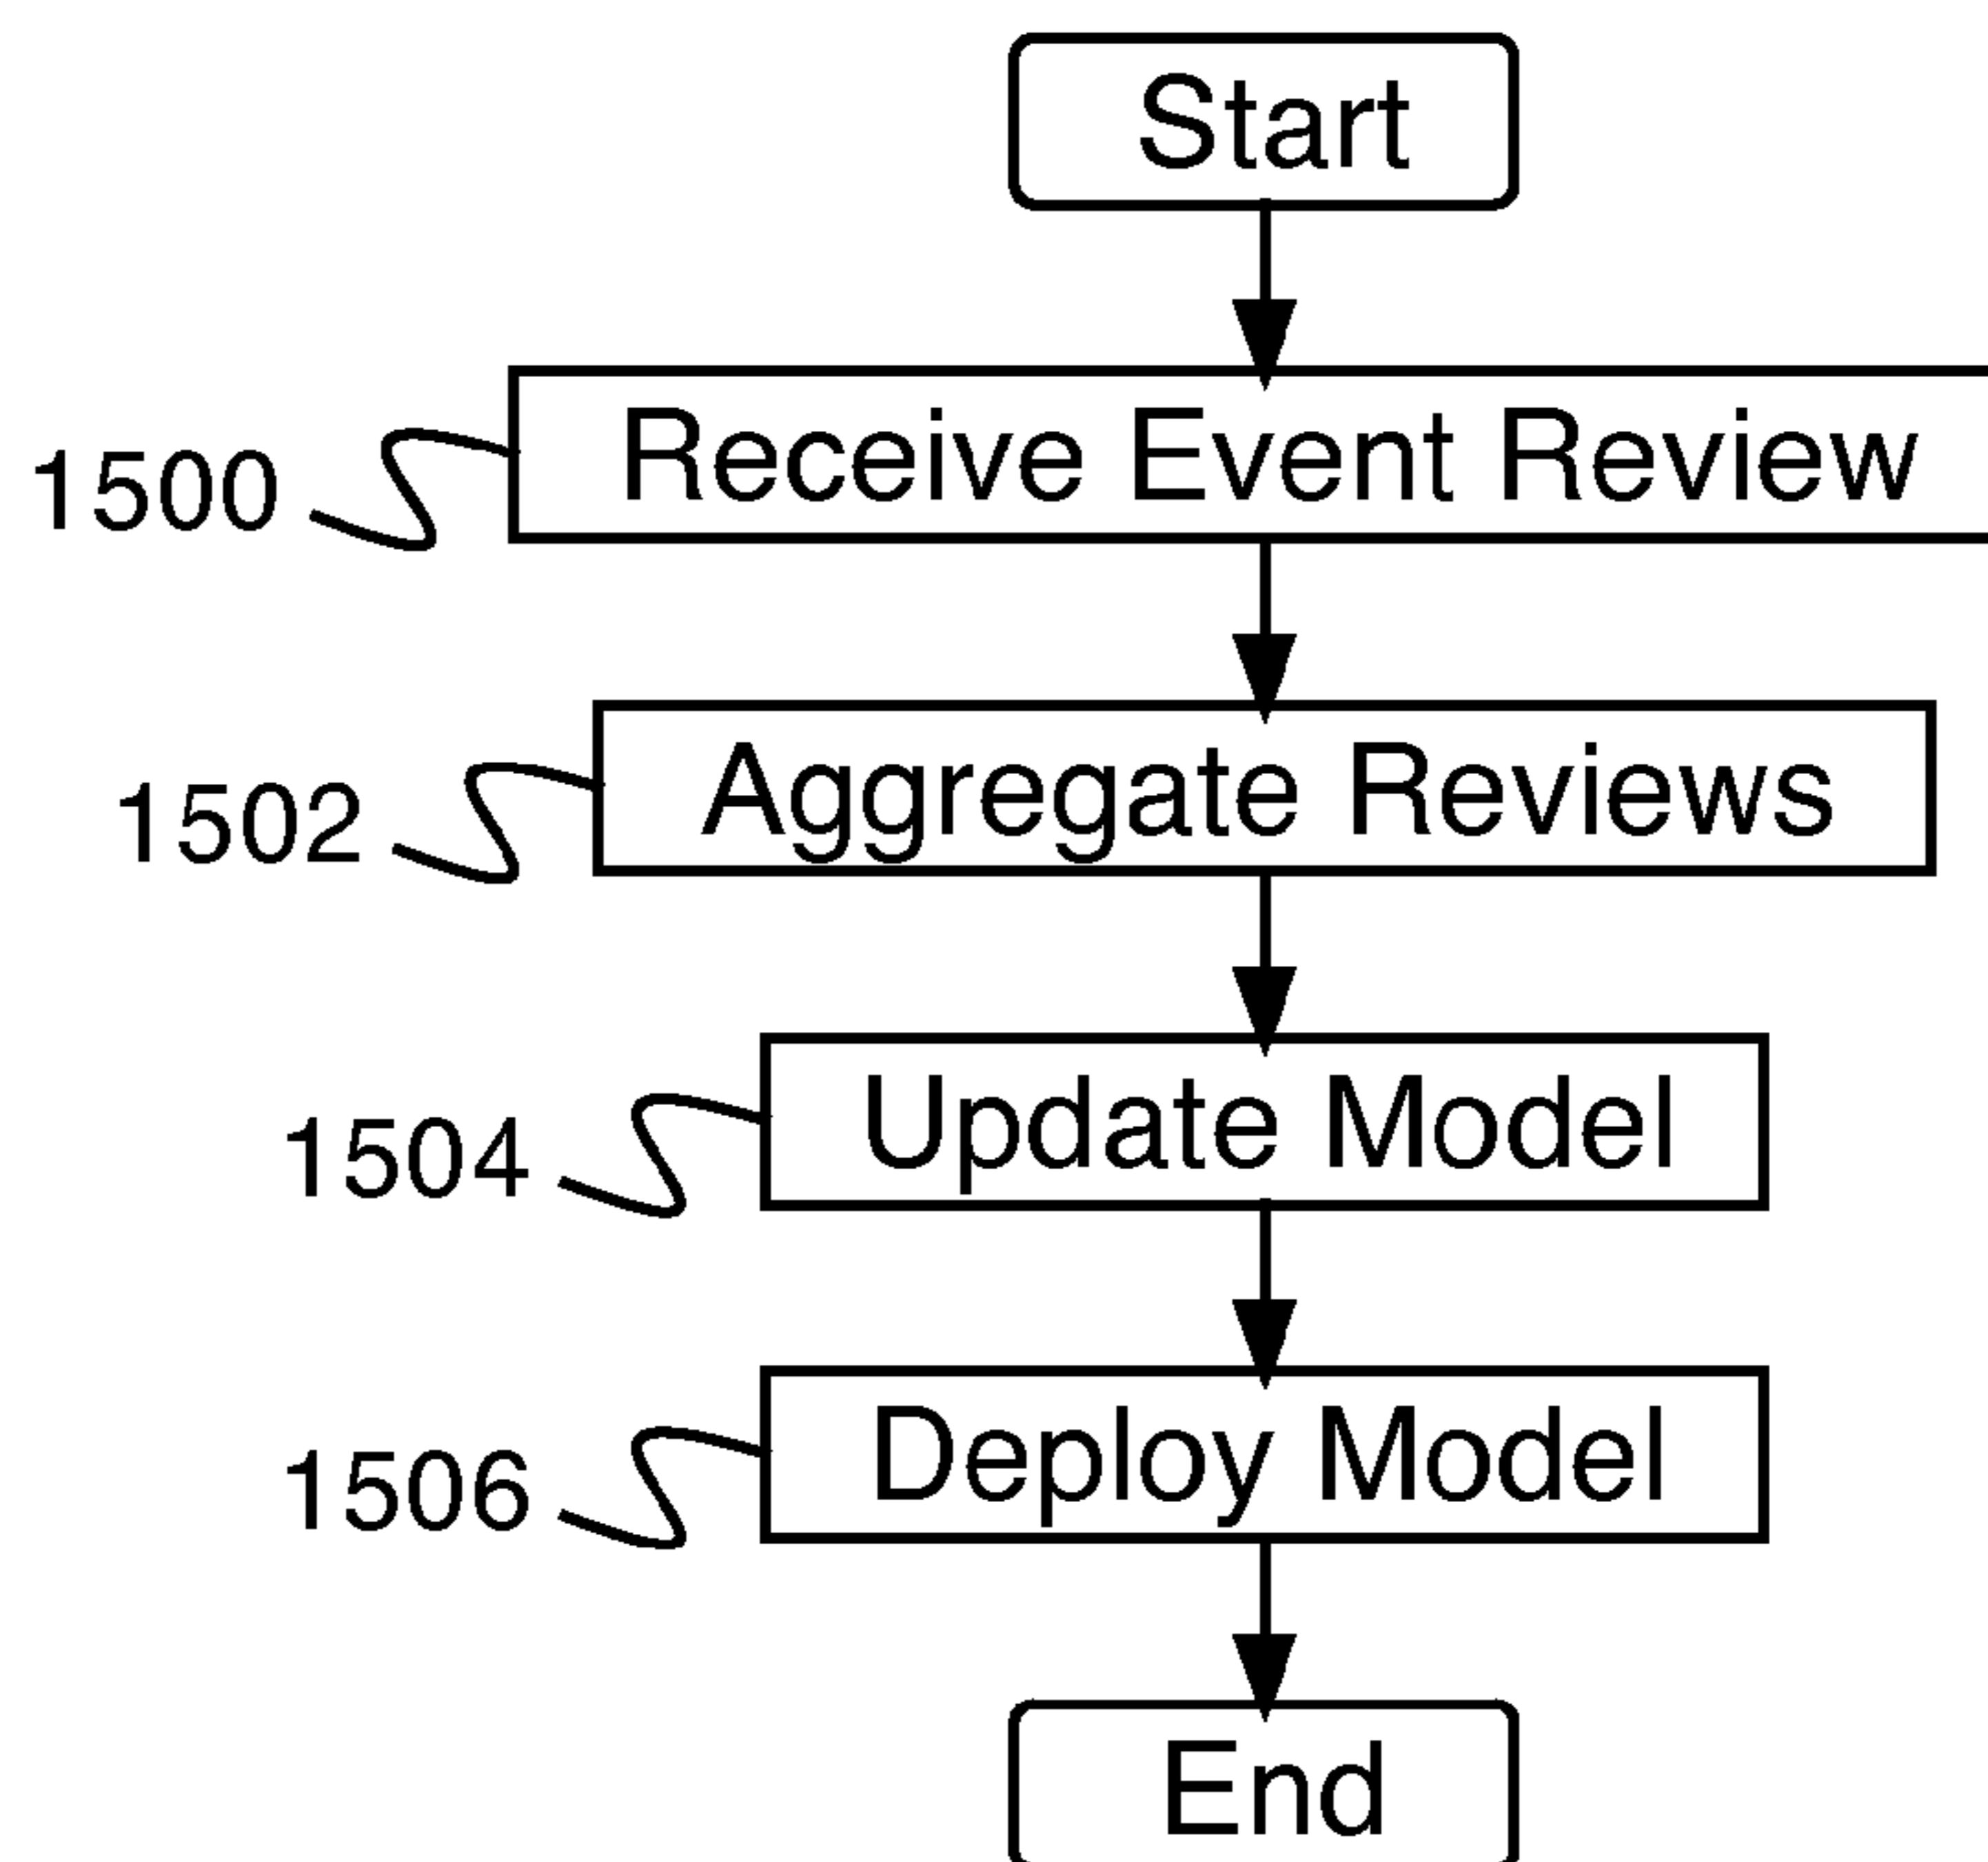 Start
1500 Receive Event Review
1502 Aggregate Reviews
1504 Update Model
1506 Deploy Model
End